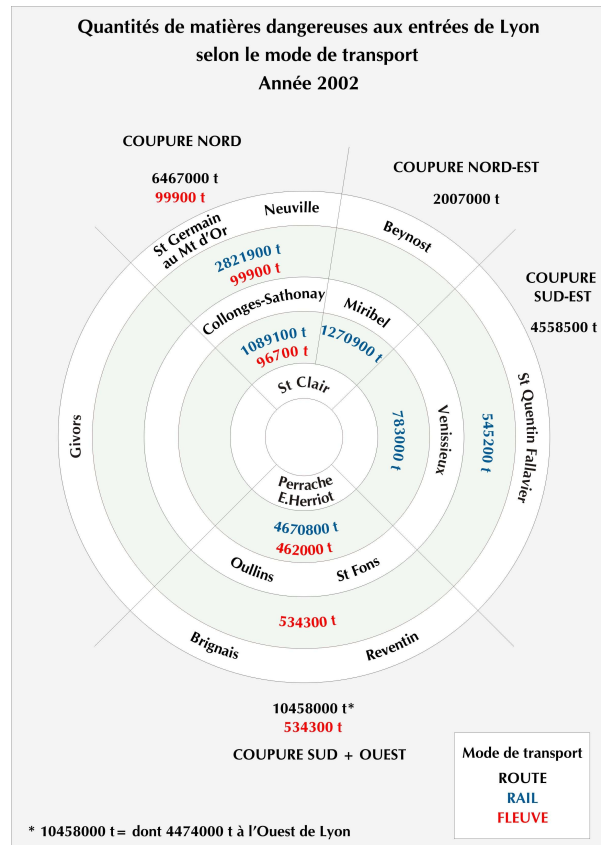 Quantités de matières dangereuses aux entrées de Lyon
selon le mode de transport
Année 2002
COUPURE NORD
6467000 t
99900 t
COUPURE NORD-EST
2007000 t
COUPURE
SUD-EST
4558500 t
St Germain
au Mt d'Or
Neuville
Beynost
2821900 t
99900 t
Collonges-Sathonay
Miribel
1089100 t
96700 t
1270900 t
St Clair
Givors
783000 t
Venissieux
545200 t
St Quentin Fallavier
Perrache
E.Herriot
4670800 t
462000 t
Oullins
St Fons
534300 t
Brignais
Reventin
10458000 t*
534300 t
COUPURE SUD + OUEST
Mode de transport
ROUTE
RAIL
FLEUVE
* 10458000 t = dont 4474000 t à l'Ouest de Lyon